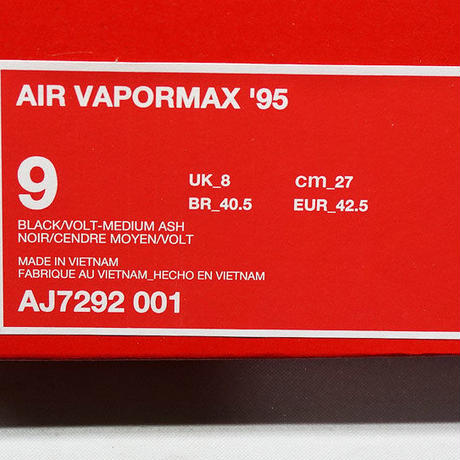 AIR VAPORMAX '95
9
UK_8 cm_27
BR_40.5 EUR_42.5
BLACK/VOLT-MEDIUM ASH
NOIR/CENDRE MOYEN/VOLT
MADE IN VIETNAM
FABRIQUE AU VIETNAM_HECHO EN VIETNAM
AJ7292 001